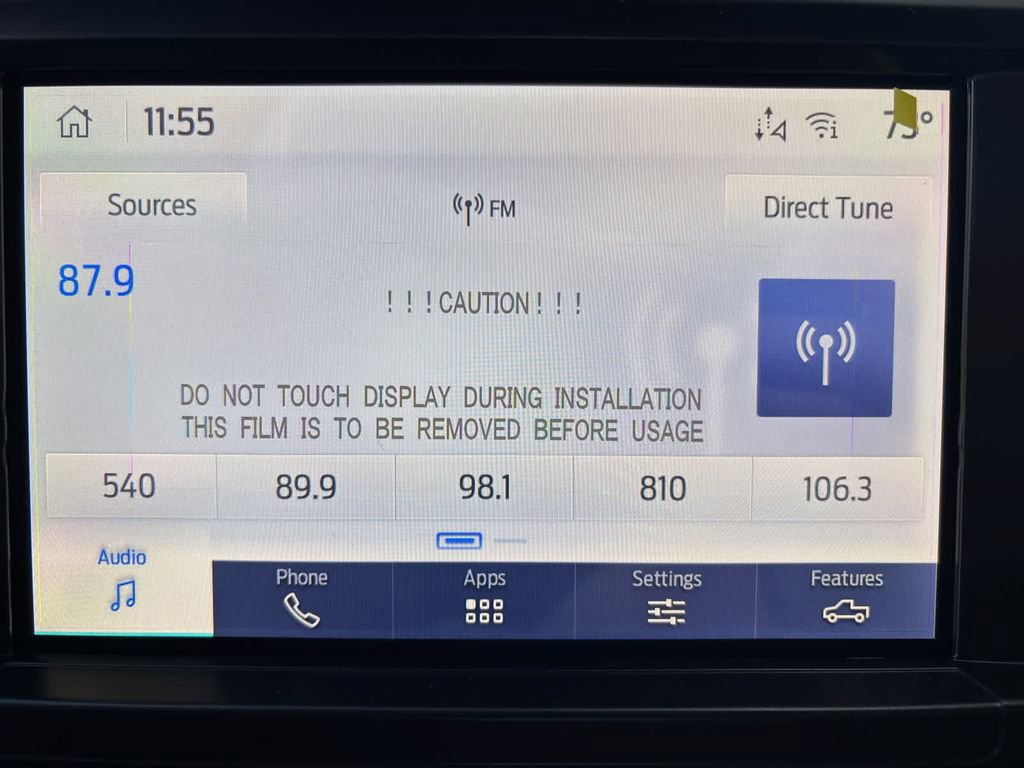 11:55
Sources
FM
Direct Tune
87.9
! ! ! CAUTION ! ! !
DO NOT TOUCH DISPLAY DURING INSTALLATION
THIS FILM IS TO BE REMOVED BEFORE USAGE
540 89.9 98.1 810 106.3
Audio Phone Apps Settings Features